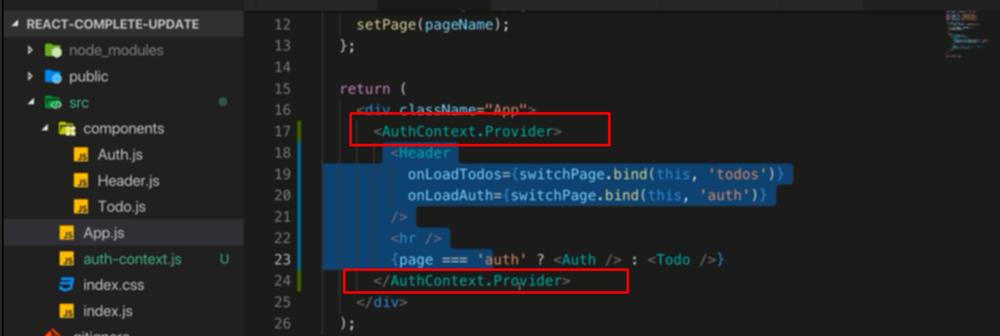 REACT-COMPLETE-UPDATE
node_modules
public
src
components
Auth.js
Header.js
Todo.js
App.js
auth-context.js U
index.css
index.js
.gitignore
12 setPage(pageName);
13 };
14
15 return (
16 <div className="App">
17 <AuthContext.Provider>
18 <Header
19 onLoadTodos={switchPage.bind(this, 'todos')}
20 onLoadAuth={switchPage.bind(this, 'auth')}
21 />
22 <hr />
23 {page === 'auth' ? <Auth /> : <Todo />}
24 </AuthContext.Provider>
25 </div>
26 );